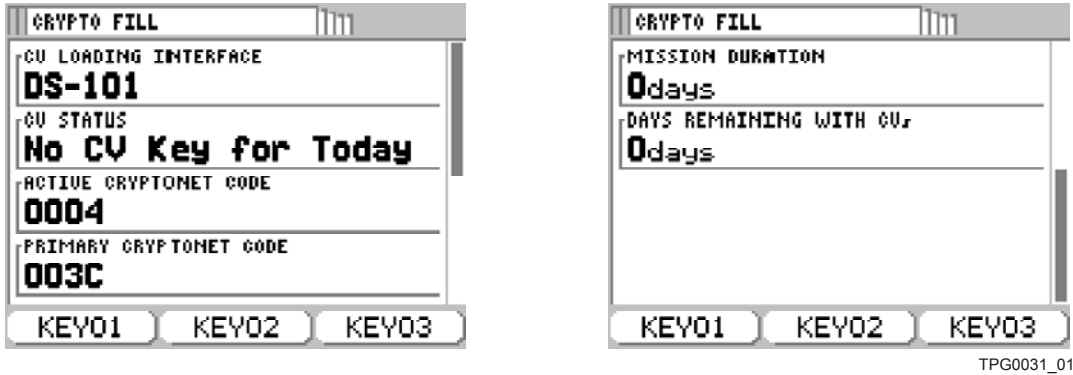 CRYPTO FILL
CV LOADING INTERFACE
DS-101
CV STATUS
No CV Key for Today
ACTIVE CRYPTONET CODE
0004
PRIMARY CRYPTONET CODE
003C
KEY01 KEY02 KEY03
CRYPTO FILL
MISSION DURATION
0days
DAYS REMAINING WITH CVs
0days
KEY01 KEY02 KEY03
TPG0031_01